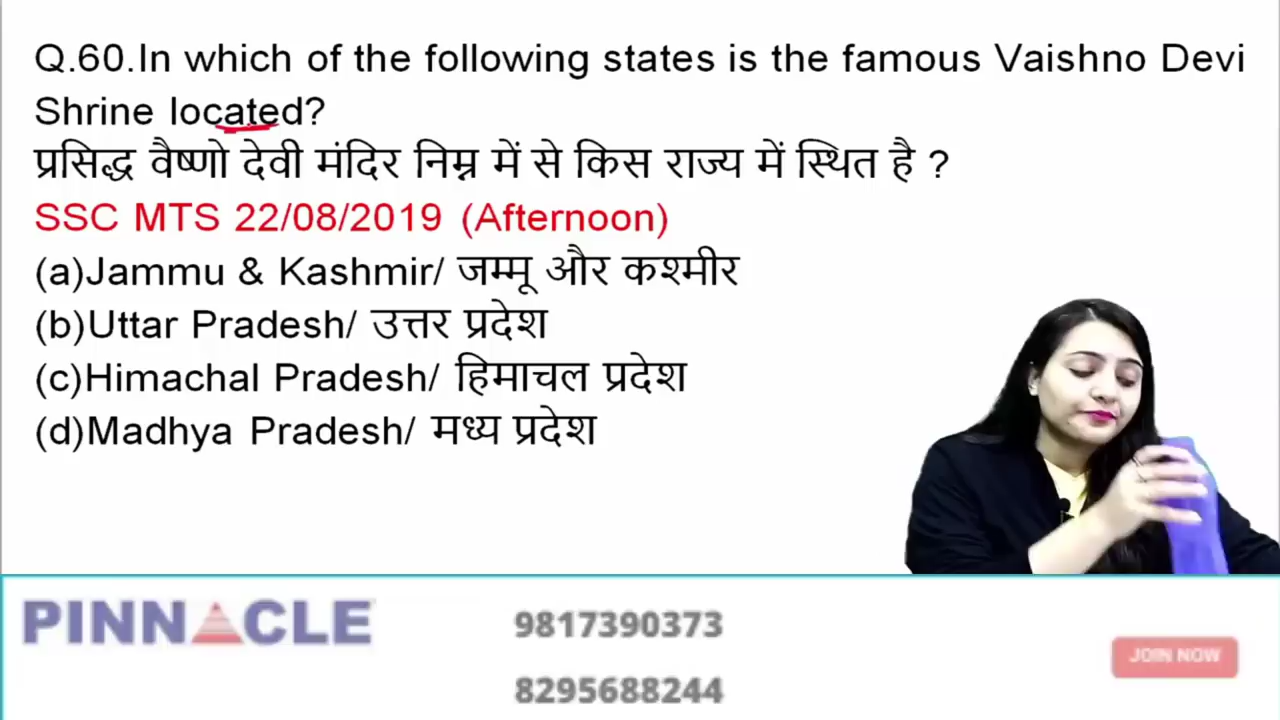 Q.60.In which of the following states is the famous Vaishno Devi
Shrine located?
प्रसिद्ध वैष्णो देवी मंदिर निम्न में से किस राज्य में स्थित है ?
SSC MTS 22/08/2019 (Afternoon)
(a)Jammu & Kashmir/ जम्मू और कश्मीर
(b)Uttar Pradesh/ उत्तर प्रदेश
(c)Himachal Pradesh/ हिमाचल प्रदेश
(d)Madhya Pradesh/ मध्य प्रदेश
PINNACLE
9817390373
8295688244
JOIN NOW